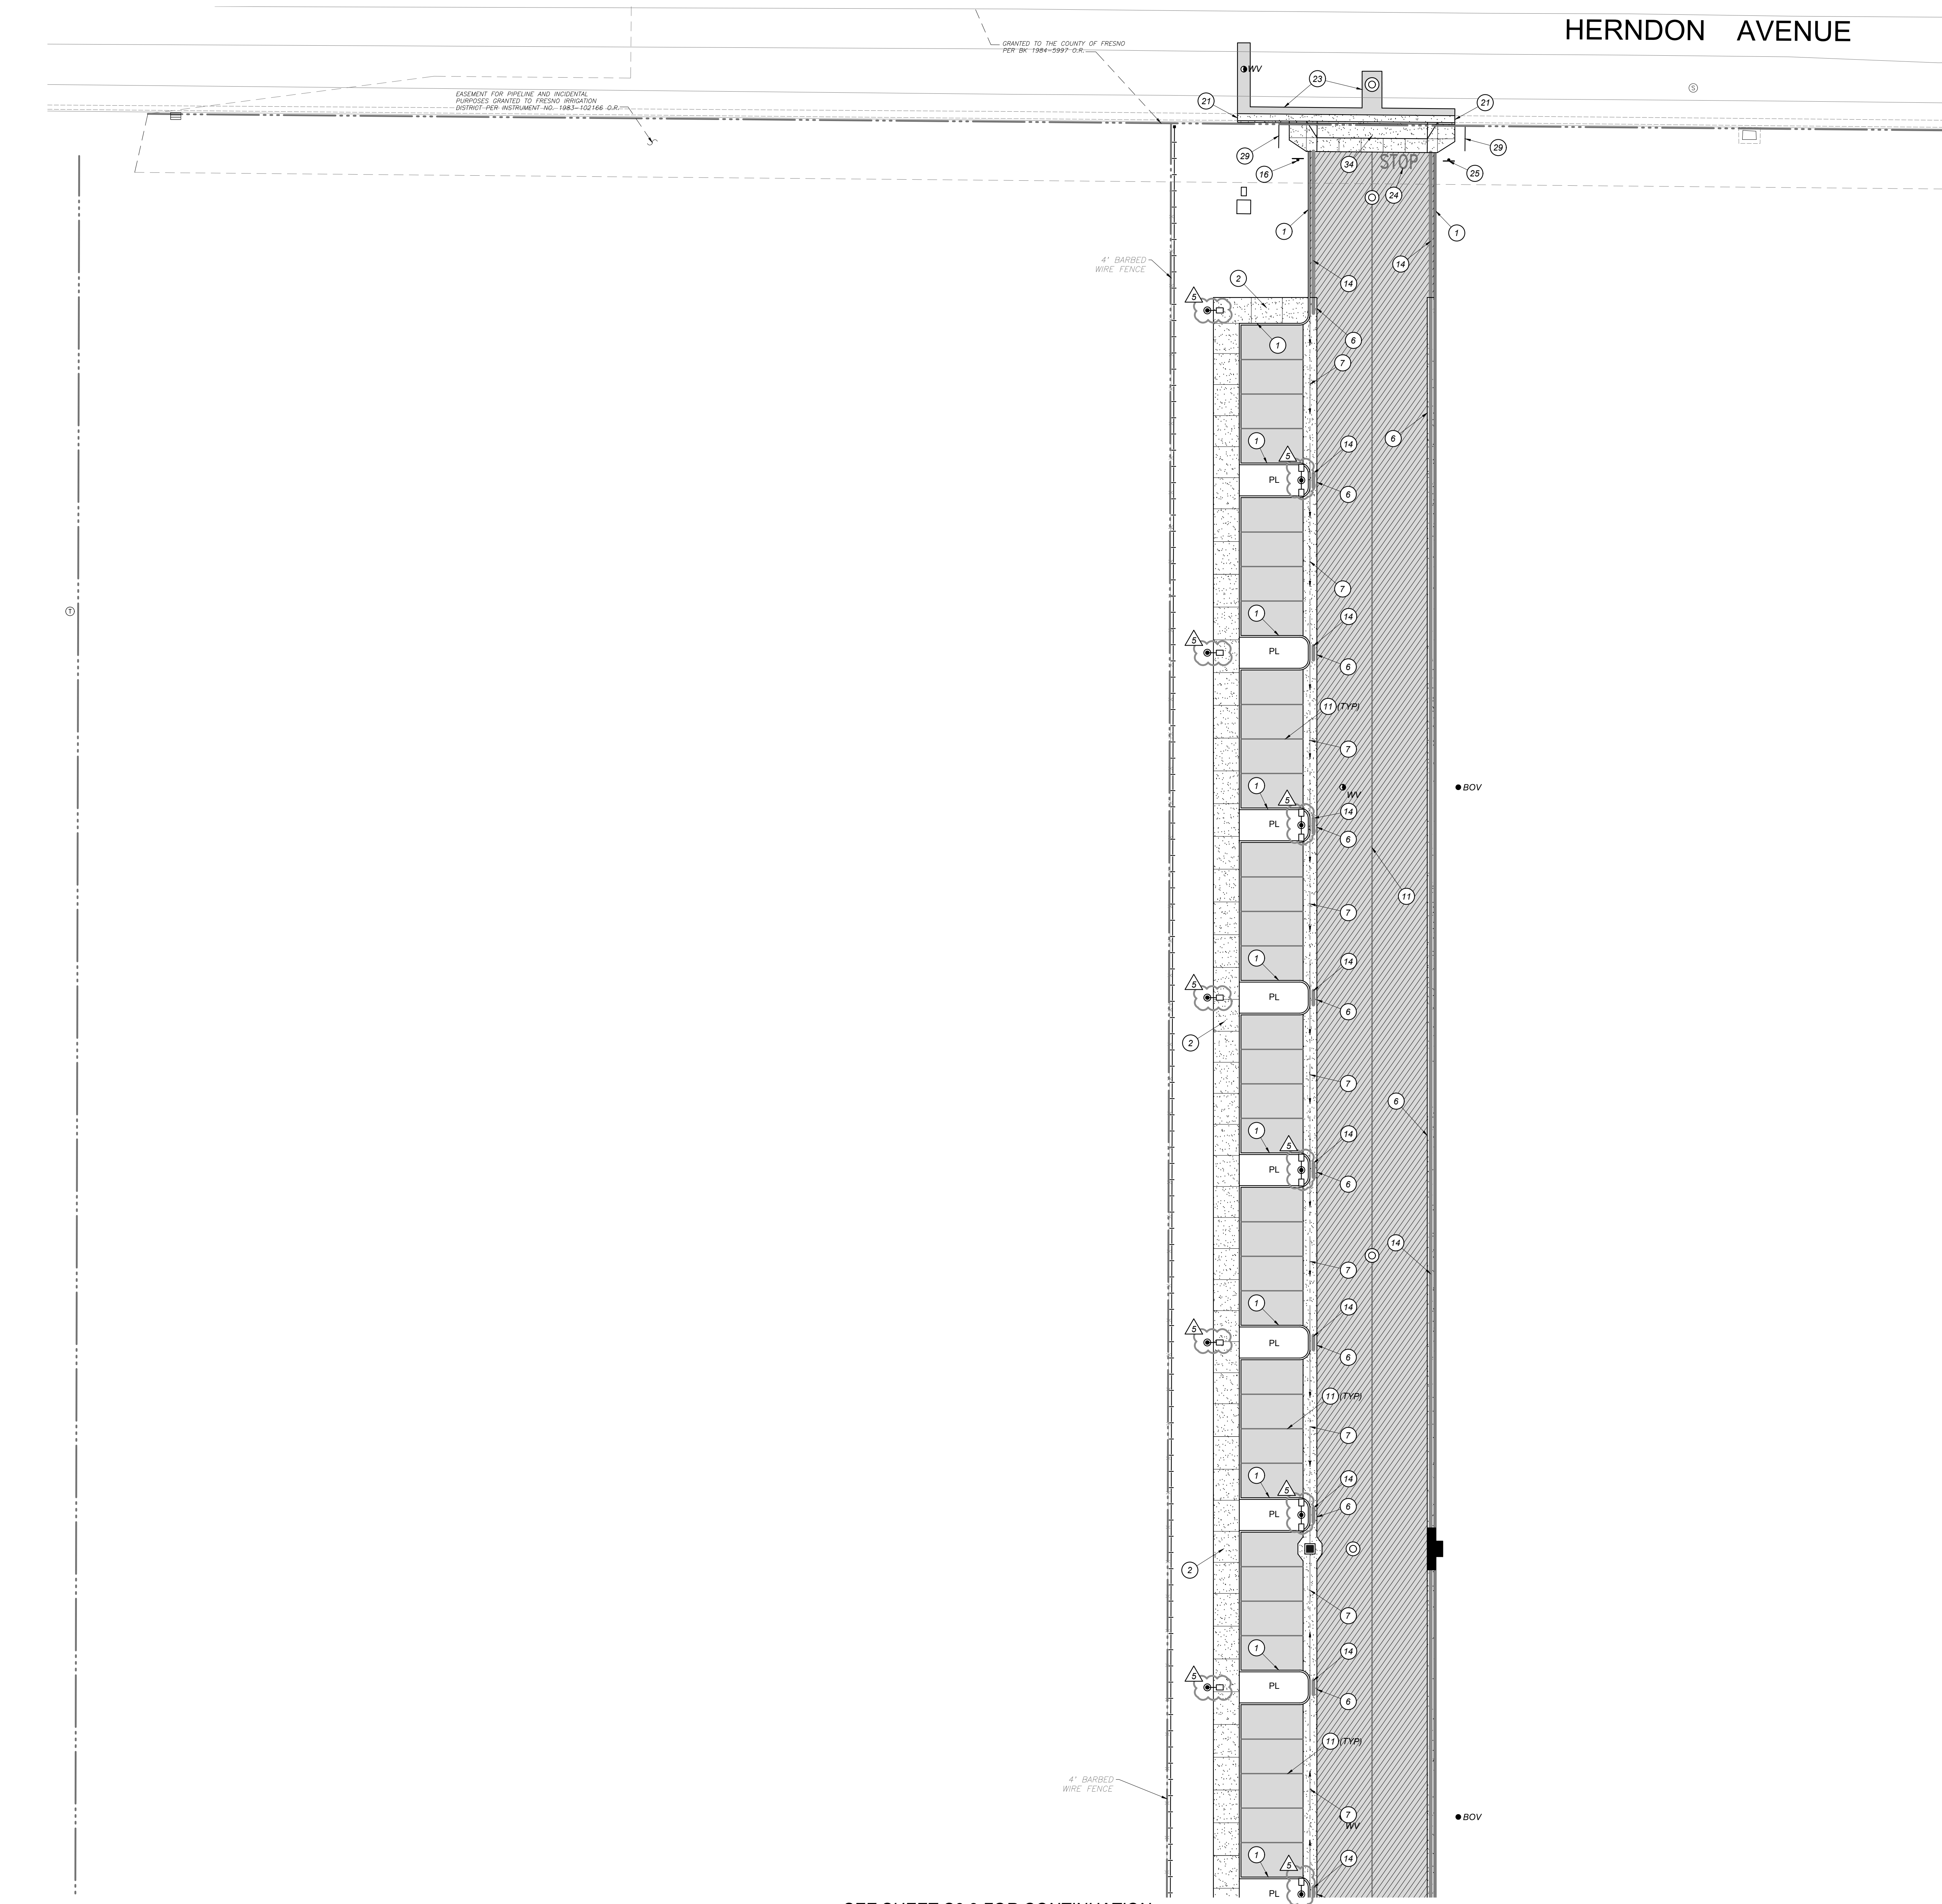 HERNDON AVENUE
GRANTED TO THE COUNTY OF FRESNO
PER BK 1984-5997 O.R.
WV
23
S
EASEMENT FOR PIPELINE AND INCIDENTAL
PURPOSES GRANTED TO FRESNO IRRIGATION
DISTRICT PER INSTRUMENT NO. 1983-102166 O.R.
21
21
29
29
16
34
STOP
25
24
1
1
4' BARBED
WIRE FENCE
14
14
2
5
6
1
7
6
1
14
5
PL
6
7
T
1
14
5
PL
6
11 (TYP)
7
1
5
WV
BOV
14
PL
6
11
7
1
14
5
PL
6
2
7
6
1
14
5
PL
6
14
7
1
14
5
PL
6
11 (TYP)
7
1
14
5
6
PL
2
7
1
14
5
PL
6
11 (TYP)
4' BARBED
WIRE FENCE
7
WV
BOV
1
14
5
PL